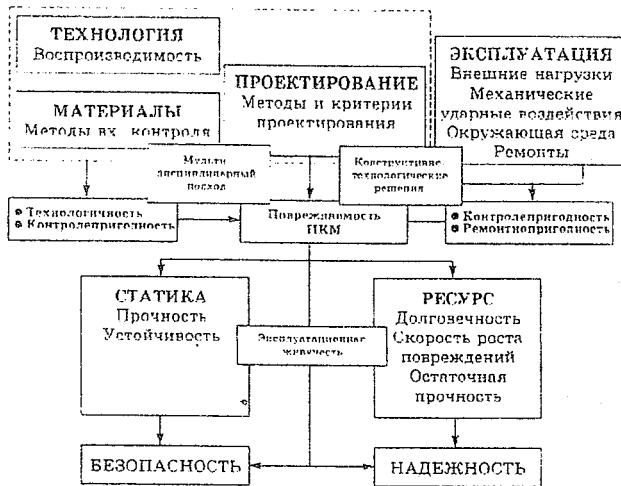 ТЕХНОЛОГИЯ
Воспроизводимость
МАТЕРИАЛЫ
Методы вх. контроля
ПРОЕКТИРОВАНИЕ
Методы и критерии
проектирования
ЭКСПЛУАТАЦИЯ
Внешние нагрузки
Механические
ударные воздействия
Окружающая среда
Ремонты
Мульти
дисциплинарный
Конструктивно
технологические
решения
• Технологичность
• Контролепригодность
Повреждаемость
ПКМ
• Контролепригодность
• Ремонтнопригодность
СТАТИКА
Прочность
Устойчивость
Эксплуатационная
живучесть
РЕСУРС
Долговечность
Скорость роста
повреждений
Остаточная
прочность
БЕЗОПАСНОСТЬ
НАДЕЖНОСТЬ